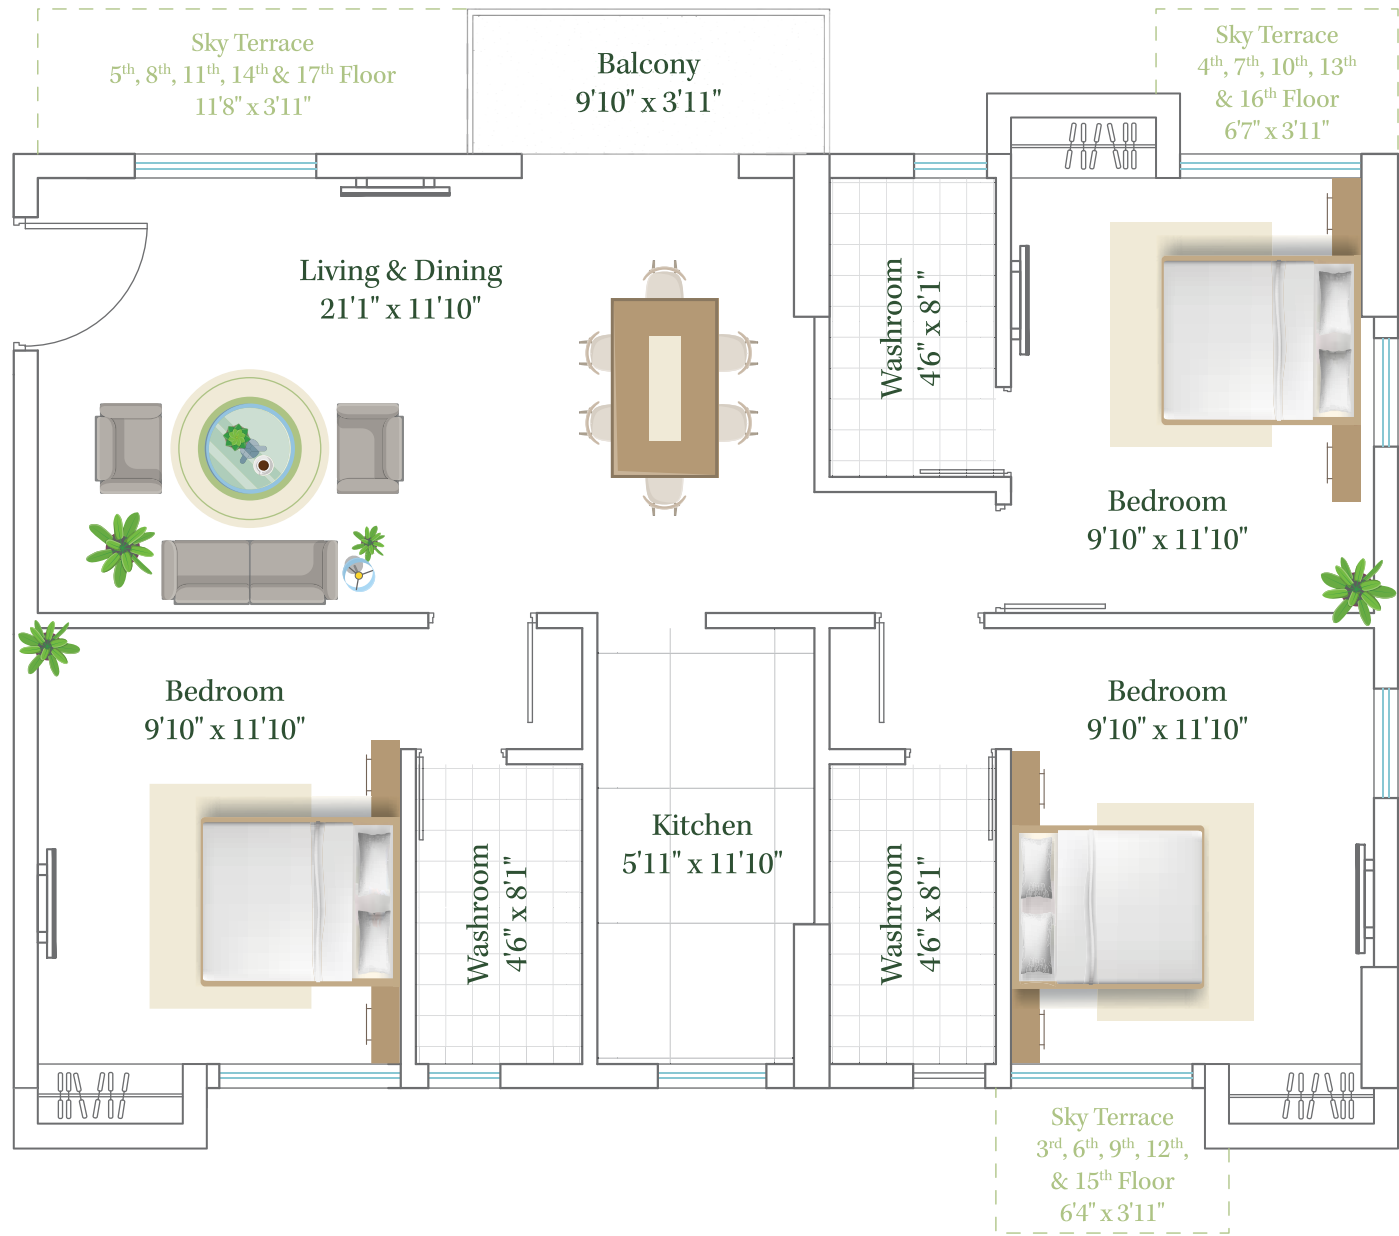 Sky Terrace
5th, 8th, 11th, 14th & 17th Floor
11'8" x 3'11"
Balcony
9'10" x 3'11"
Sky Terrace
4th, 7th, 10th, 13th
& 16th Floor
6'7" x 3'11"
Living & Dining
21'1" x 11'10"
Washroom
4'6" x 8'1"
Bedroom
9'10" x 11'10"
Bedroom
9'10" x 11'10"
Bedroom
9'10" x 11'10"
Kitchen
5'11" x 11'10"
Washroom
4'6" x 8'1"
Washroom
4'6" x 8'1"
Sky Terrace
3rd, 6th, 9th, 12th,
& 15th Floor
6'4" x 3'11"